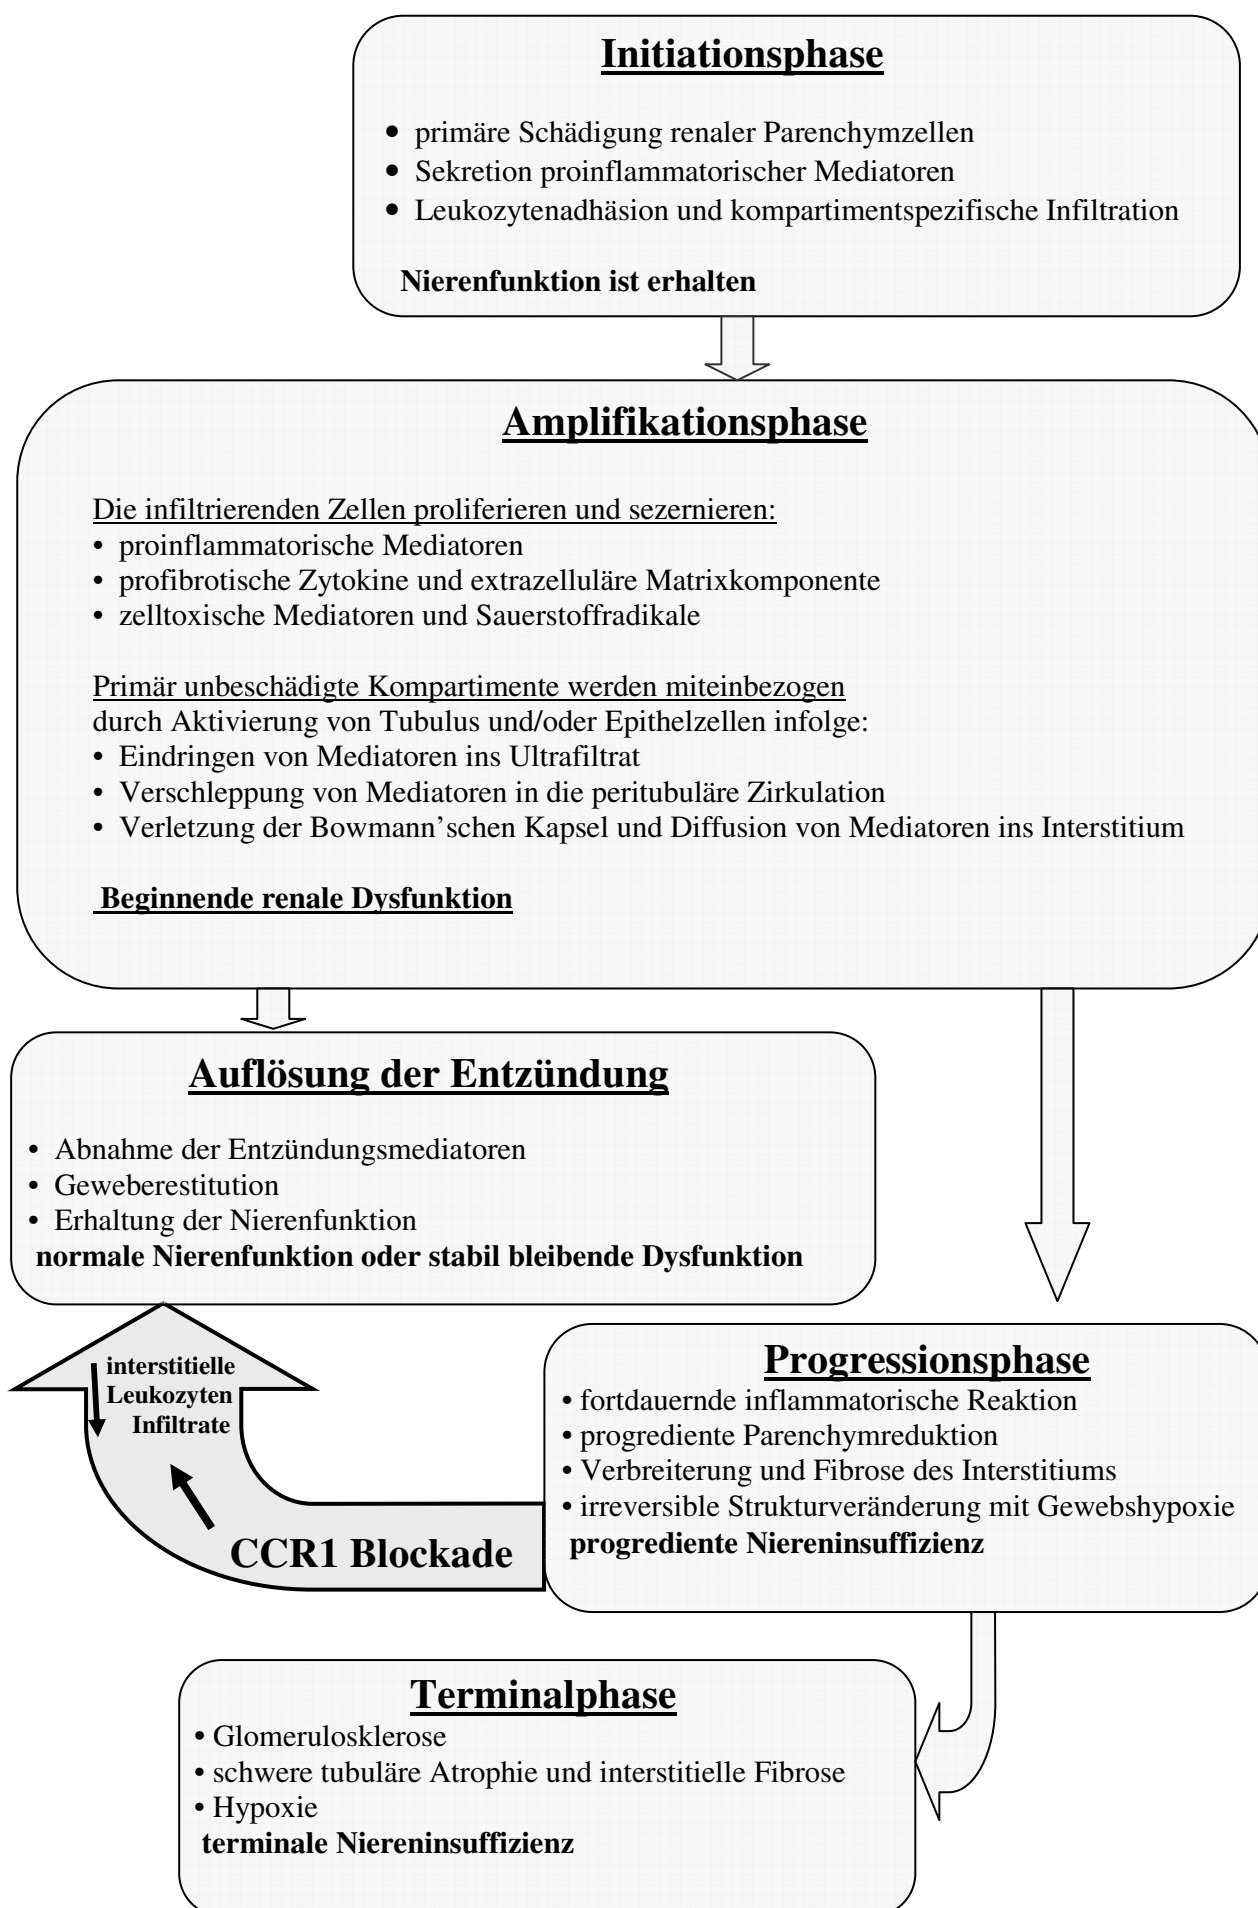 Initiationsphase
• primäre Schädigung renaler Parenchymzellen
• Sekretion proinflammatorischer Mediatoren
• Leukozytenadhäsion und kompartimentspezifische Infiltration
Nierenfunktion ist erhalten
Amplifikationsphase
Die infiltrierenden Zellen proliferieren und sezernieren:
• proinflammatorische Mediatoren
• profibrotische Zytokine und extrazelluläre Matrixkomponente
• zelltoxische Mediatoren und Sauerstoffradikale
Primär unbeschädigte Kompartimente werden miteinbezogen
durch Aktivierung von Tubulus und/oder Epithelzellen infolge:
• Eindringen von Mediatoren ins Ultrafiltrat
• Verschleppung von Mediatoren in die peritubuläre Zirkulation
• Verletzung der Bowmann’schen Kapsel und Diffusion von Mediatoren ins Interstitium
Beginnende renale Dysfunktion
Auflösung der Entzündung
• Abnahme der Entzündungsmediatoren
• Geweberestitution
• Erhaltung der Nierenfunktion
normale Nierenfunktion oder stabil bleibende Dysfunktion
interstitielle
Leukozyten
Infiltrate
CCR1 Blockade
Progressionsphase
• fortdauernde inflammatorische Reaktion
• progrediente Parenchymreduktion
• Verbreiterung und Fibrose des Interstitiums
• irreversible Strukturveränderung mit Gewebshypoxie
progrediente Niereninsuffizienz
Terminalphase
• Glomerulosklerose
• schwere tubuläre Atrophie und interstitielle Fibrose
• Hypoxie
terminale Niereninsuffizienz